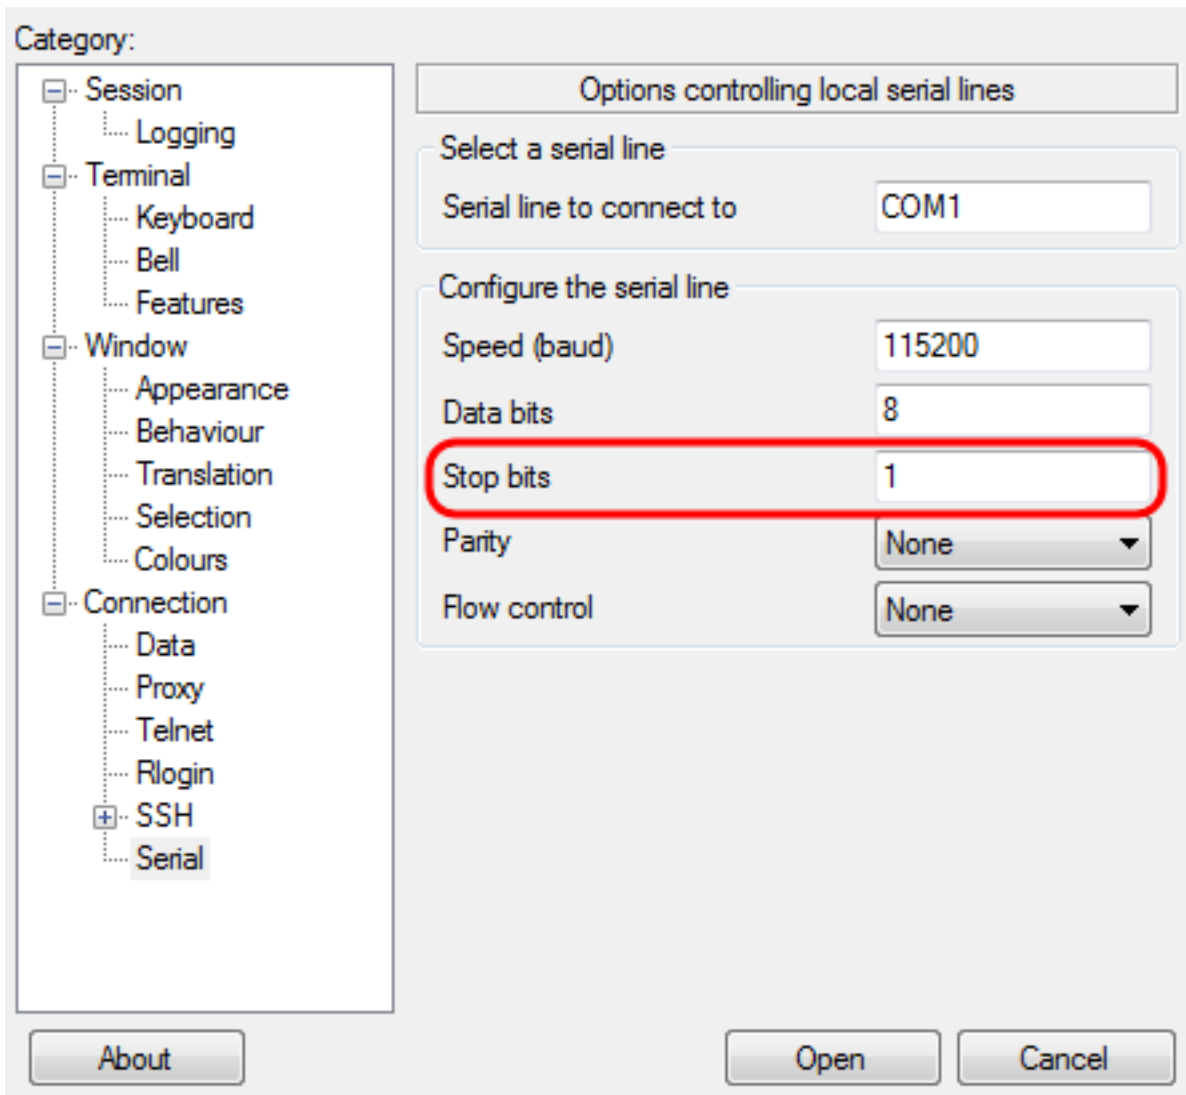 Category:
Session
Logging
Terminal
Keyboard
Bell
Features
Window
Appearance
Behaviour
Translation
Selection
Colours
Connection
Data
Proxy
Telnet
Rlogin
SSH
Serial
Options controlling local serial lines
Select a serial line
Serial line to connect to COM1
Configure the serial line
Speed (baud) 115200
Data bits 8
Stop bits 1
Parity None
Flow control None
About Open Cancel